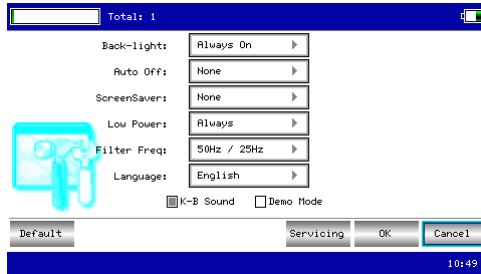 Total: 1
Back-light: Always On
Auto Off: None
ScreenSaver: None
Low Power: Always
Filter Freq: 50Hz / 25Hz
Language: English
K-B Sound Demo Mode
Default Servicing OK Cancel
10:49